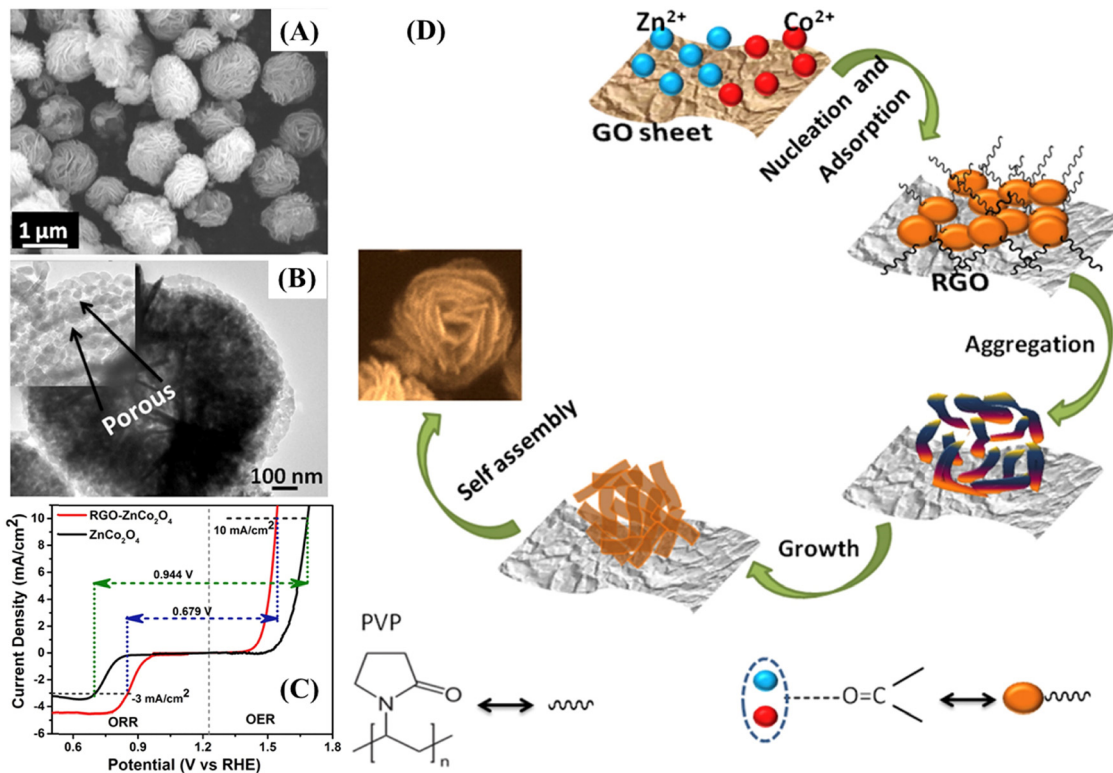 (A)
1 μm
(B)
Porous
100 nm
(C)
RGO-ZnCo₂O₄
ZnCo₂O₄
10 mA/cm²
0.944 V
0.679 V
-3 mA/cm²
ORR
OER
Current Density (mA/cm²)
10
8
6
4
2
0
-2
-4
-6
0.6
0.9
1.2
1.5
1.8
Potential (V vs RHE)
(D)
Zn²⁺
Co²⁺
GO sheet
Nucleation and
Adsorption
RGO
Aggregation
Growth
Self assembly
PVP
N
O
n
O=C